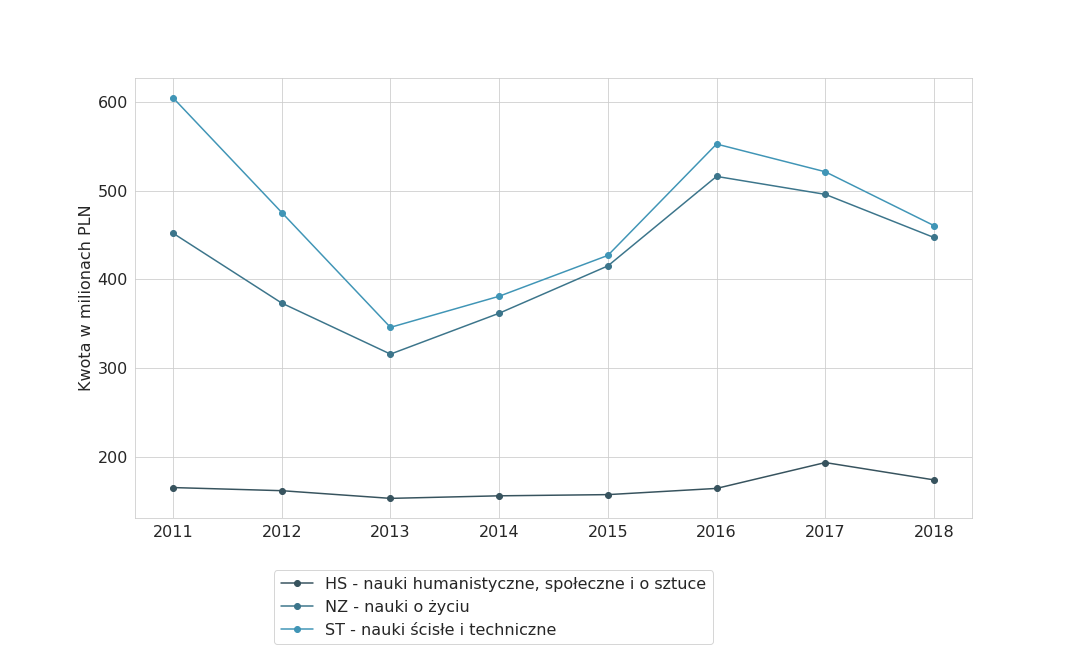 600
500
400
300
200
Kwota w milionach PLN
2011 2012 2013 2014 2015 2016 2017 2018
HS - nauki humanistyczne, społeczne i o sztuce
NZ - nauki o życiu
ST - nauki ścisłe i techniczne